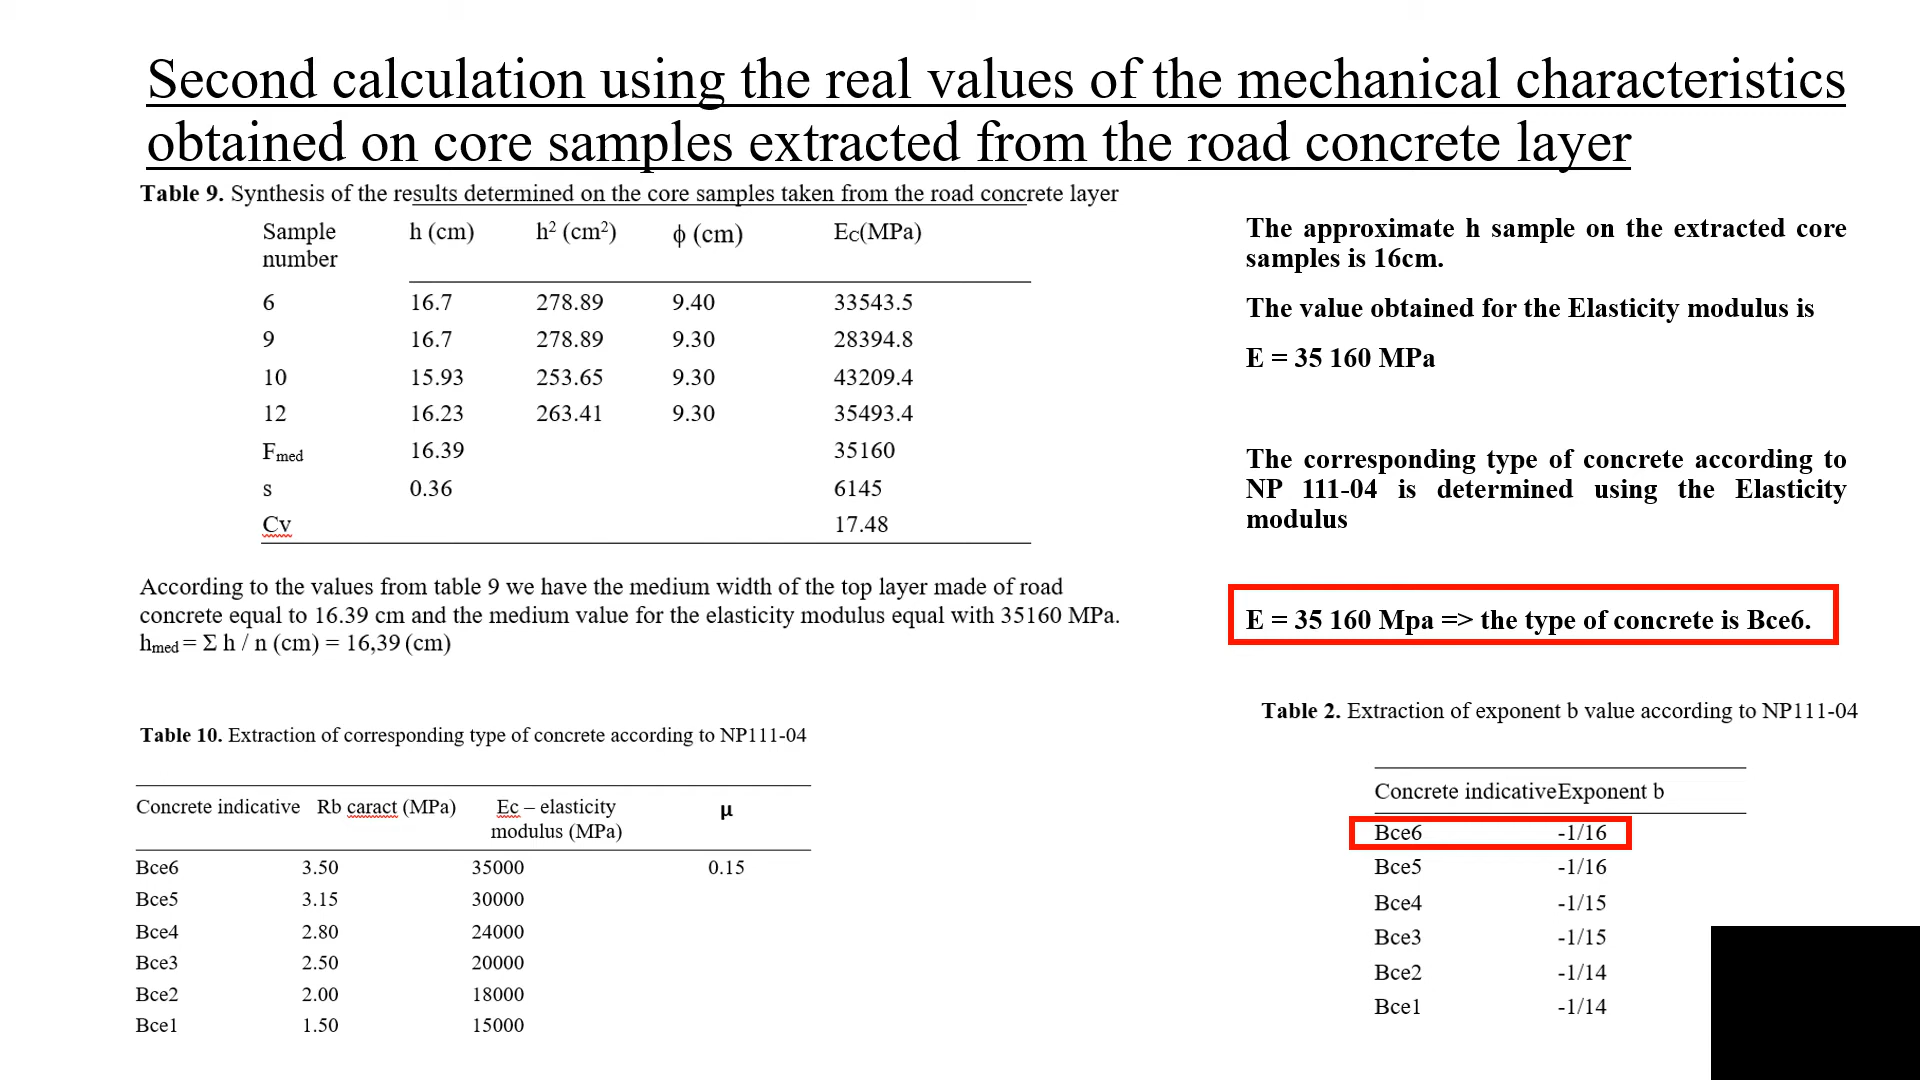 Second calculation using the real values of the mechanical characteristics
obtained on core samples extracted from the road concrete layer
Table 9. Synthesis of the results determined on the core samples taken from the road concrete layer
Sample number h (cm) h² (cm²) ϕ (cm) Ec(MPa)
6 16.7 278.89 9.40 33543.5
9 16.7 278.89 9.30 28394.8
10 15.93 253.65 9.30 43209.4
12 16.23 263.41 9.30 35493.4
Fmed 16.39 35160
s 0.36 6145
Cv 17.48
According to the values from table 9 we have the medium width of the top layer made of road
concrete equal to 16.39 cm and the medium value for the elasticity modulus equal with 35160 MPa.
hmed = Σ h / n (cm) = 16,39 (cm)
Table 10. Extraction of corresponding type of concrete according to NP111-04
Concrete indicative Rb caract (MPa) Ec – elasticity modulus (MPa) μ
Bce6 3.50 35000 0.15
Bce5 3.15 30000
Bce4 2.80 24000
Bce3 2.50 20000
Bce2 2.00 18000
Bce1 1.50 15000
The approximate h sample on the extracted core
samples is 16cm.
The value obtained for the Elasticity modulus is
E = 35 160 MPa
The corresponding type of concrete according to
NP 111-04 is determined using the Elasticity
modulus
E = 35 160 Mpa => the type of concrete is Bce6.
Table 2. Extraction of exponent b value according to NP111-04
Concrete indicative Exponent b
Bce6 -1/16
Bce5 -1/16
Bce4 -1/15
Bce3 -1/15
Bce2 -1/14
Bce1 -1/14